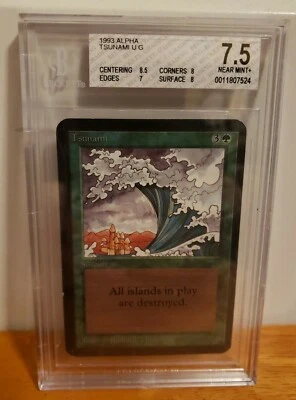 1993 ALPHA
TSUNAMI U:G
CENTERING 8.5 CORNERS 8
EDGES 7 SURFACE 8
7.5
NEAR MINT+
0011807524
Tsunami 3
All islands in play
are destroyed.